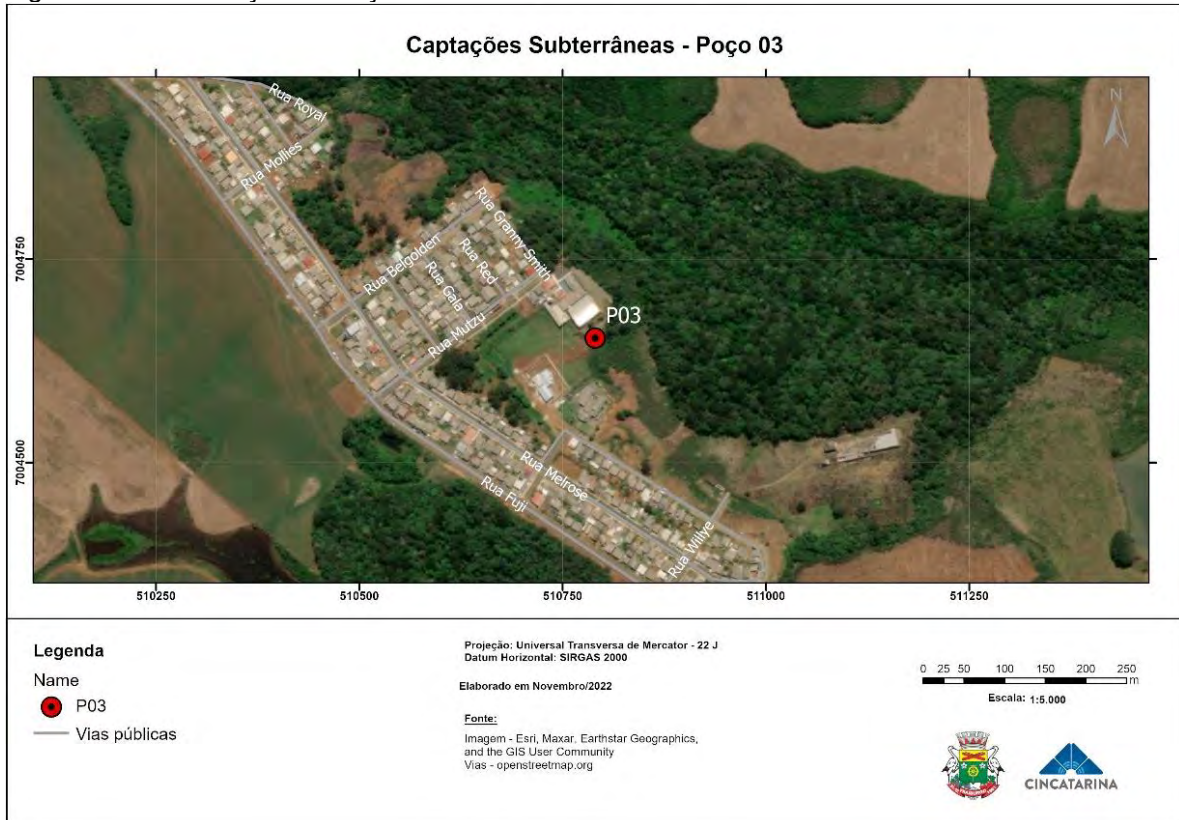 Captações Subterrâneas - Poço 03
N
Rua Royal
Rua Mollies
Rua Granny Smith
Rua Belgolden
Rua Red
Rua Gala
Rua Mutzu
P03
Rua Melrose
Rua Fuji
Rua Willye
7004750
7004500
510250
510500
510750
511000
511250
Legenda
Name
P03
Vias públicas
Projeção: Universal Transversa de Mercator - 22 J
Datum Horizontal: SIRGAS 2000
Elaborado em Novembro/2022
Fonte:
Imagem - Esri, Maxar, Earthstar Geographics,
and the GIS User Community
Vias - openstreetmap.org
0 25 50 100 150 200 250
m
Escala: 1:5.000
CINCATARINA